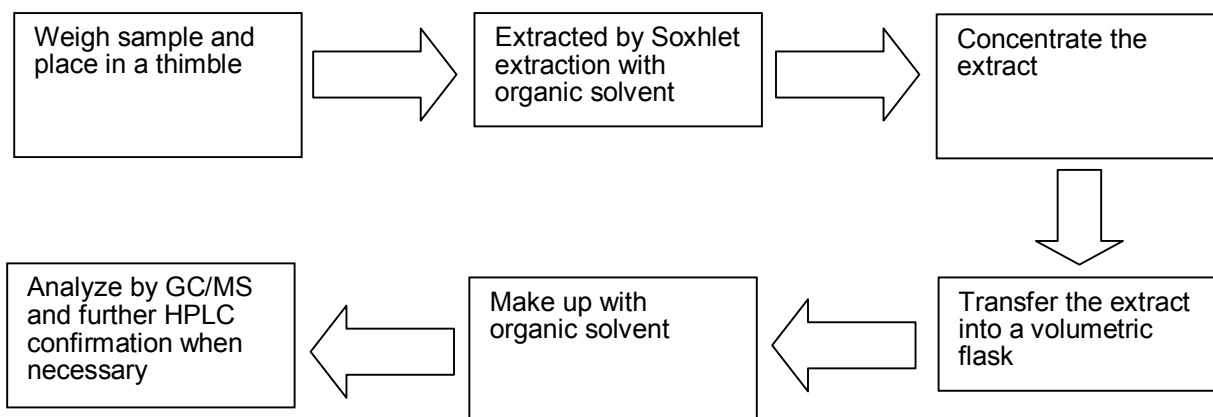 Weigh sample and
place in a thimble
Extracted by Soxhlet
extraction with
organic solvent
Concentrate the
extract
Transfer the extract
into a volumetric
flask
Make up with
organic solvent
Analyze by GC/MS
and further HPLC
confirmation when
necessary